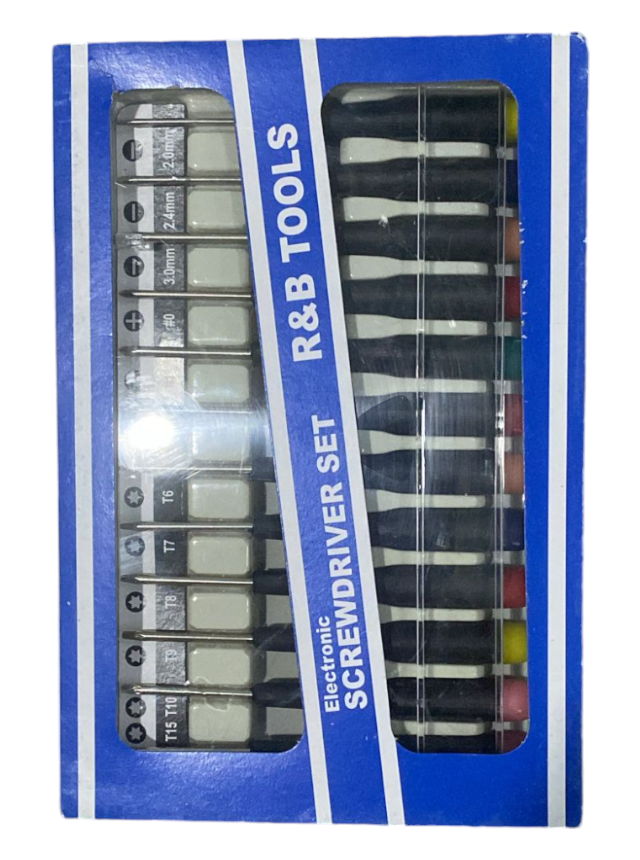 R&B TOOLS
Electronic
SCREWDRIVER SET
2.0mm
2.4mm
3.0mm
#0
T6
T7
T8
T9
T10
T15